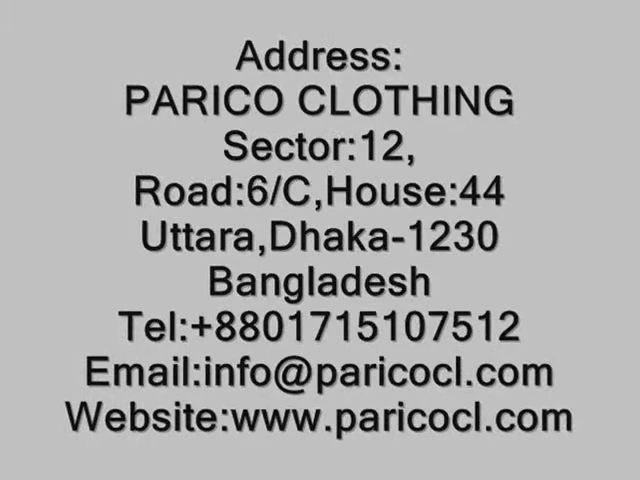 Address:
PARICO CLOTHING
Sector:12,
Road:6/C,House:44
Uttara,Dhaka-1230
Bangladesh
Tel:+8801715107512
Email:info@paricocl.com
Website:www.paricocl.com